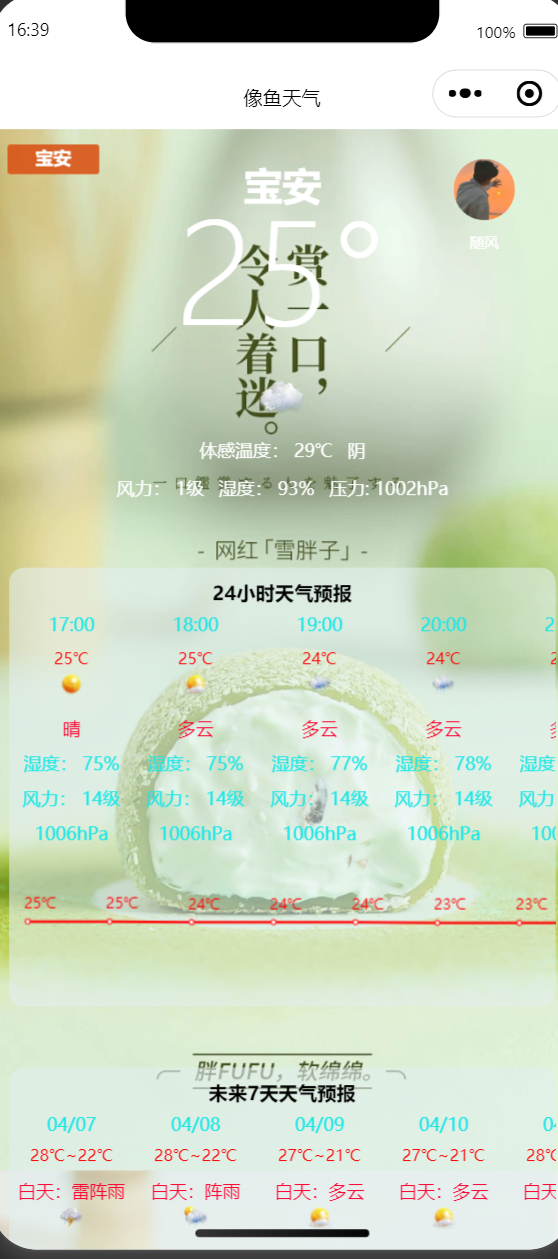 16:39
100%
像鱼天气
宝安
宝安
随风
25°
赏一口，
令人着迷。
体感温度： 29℃ 阴
风力： 1级 湿度： 93% 压力: 1002hPa
- 网红「雪胖子」-
24小时天气预报
17:00 18:00 19:00 20:00 2
25℃ 25℃ 24℃ 24℃ 2
晴 多云 多云 多云 多
湿度： 75% 湿度： 75% 湿度： 77% 湿度： 78% 湿度
风力： 14级 风力： 14级 风力： 14级 风力： 14级 风力
1006hPa 1006hPa 1006hPa 1006hPa 100
25℃ 25℃ 24℃ 24℃ 24℃ 23℃ 23℃
胖FUFU，软绵绵。
未来7天天气预报
04/07 04/08 04/09 04/10 04
28℃~22℃ 28℃~22℃ 27℃~21℃ 27℃~21℃ 28℃
白天：雷阵雨 白天：阵雨 白天：多云 白天：多云 白天